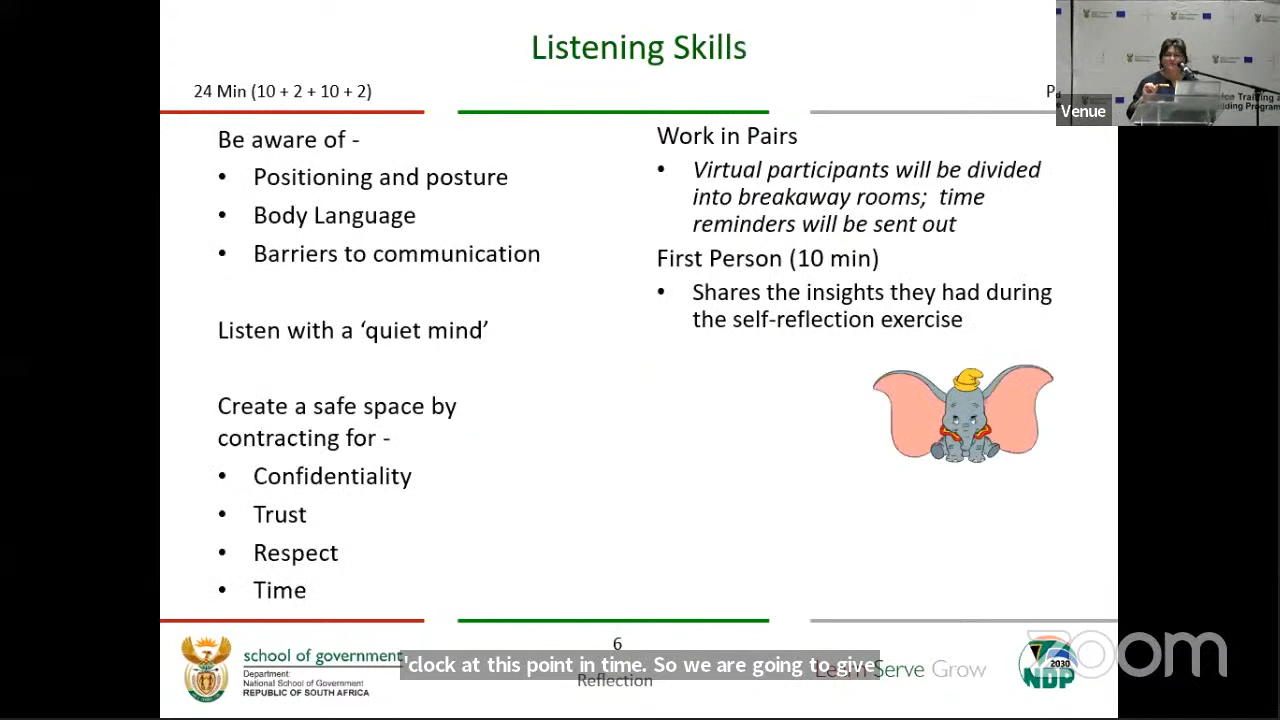 Listening Skills
24 Min (10 + 2 + 10 + 2)
Venue
Be aware of -
• Positioning and posture
• Body Language
• Barriers to communication
Listen with a ‘quiet mind’
Create a safe space by
contracting for -
• Confidentiality
• Trust
• Respect
• Time
Work in Pairs
• Virtual participants will be divided
into breakaway rooms; time
reminders will be sent out
First Person (10 min)
• Shares the insights they had during
the self-reflection exercise
6
Reflection
school of government
Department:
National School of Government
REPUBLIC OF SOUTH AFRICA
'clock at this point in time. So we are going to give
Learn Serve Grow
2030
NDP
zoom